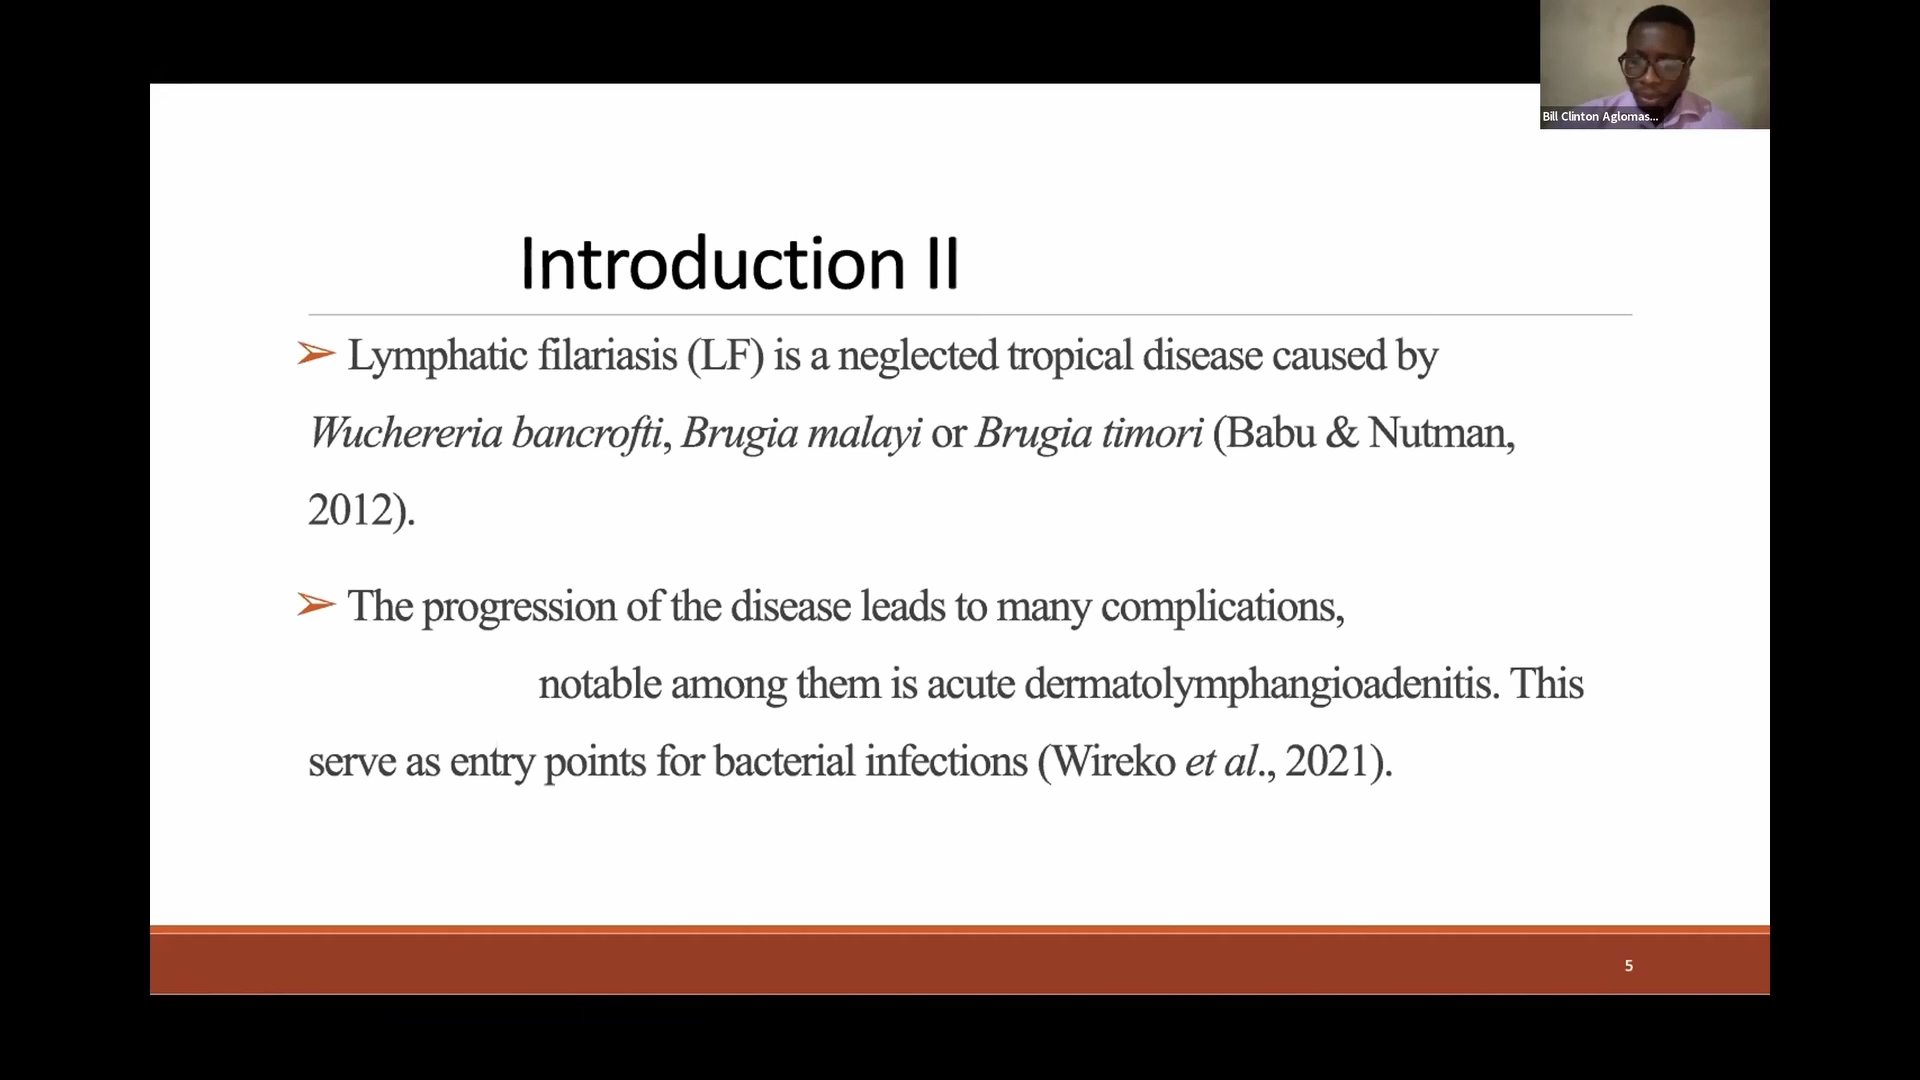 Bill Clinton Aglomas...
Introduction II
➢ Lymphatic filariasis (LF) is a neglected tropical disease caused by
Wuchereria bancrofti, Brugia malayi or Brugia timori (Babu & Nutman,
2012).
➢ The progression of the disease leads to many complications,
notable among them is acute dermatolymphangioadenitis. This
serve as entry points for bacterial infections (Wireko et al., 2021).
5